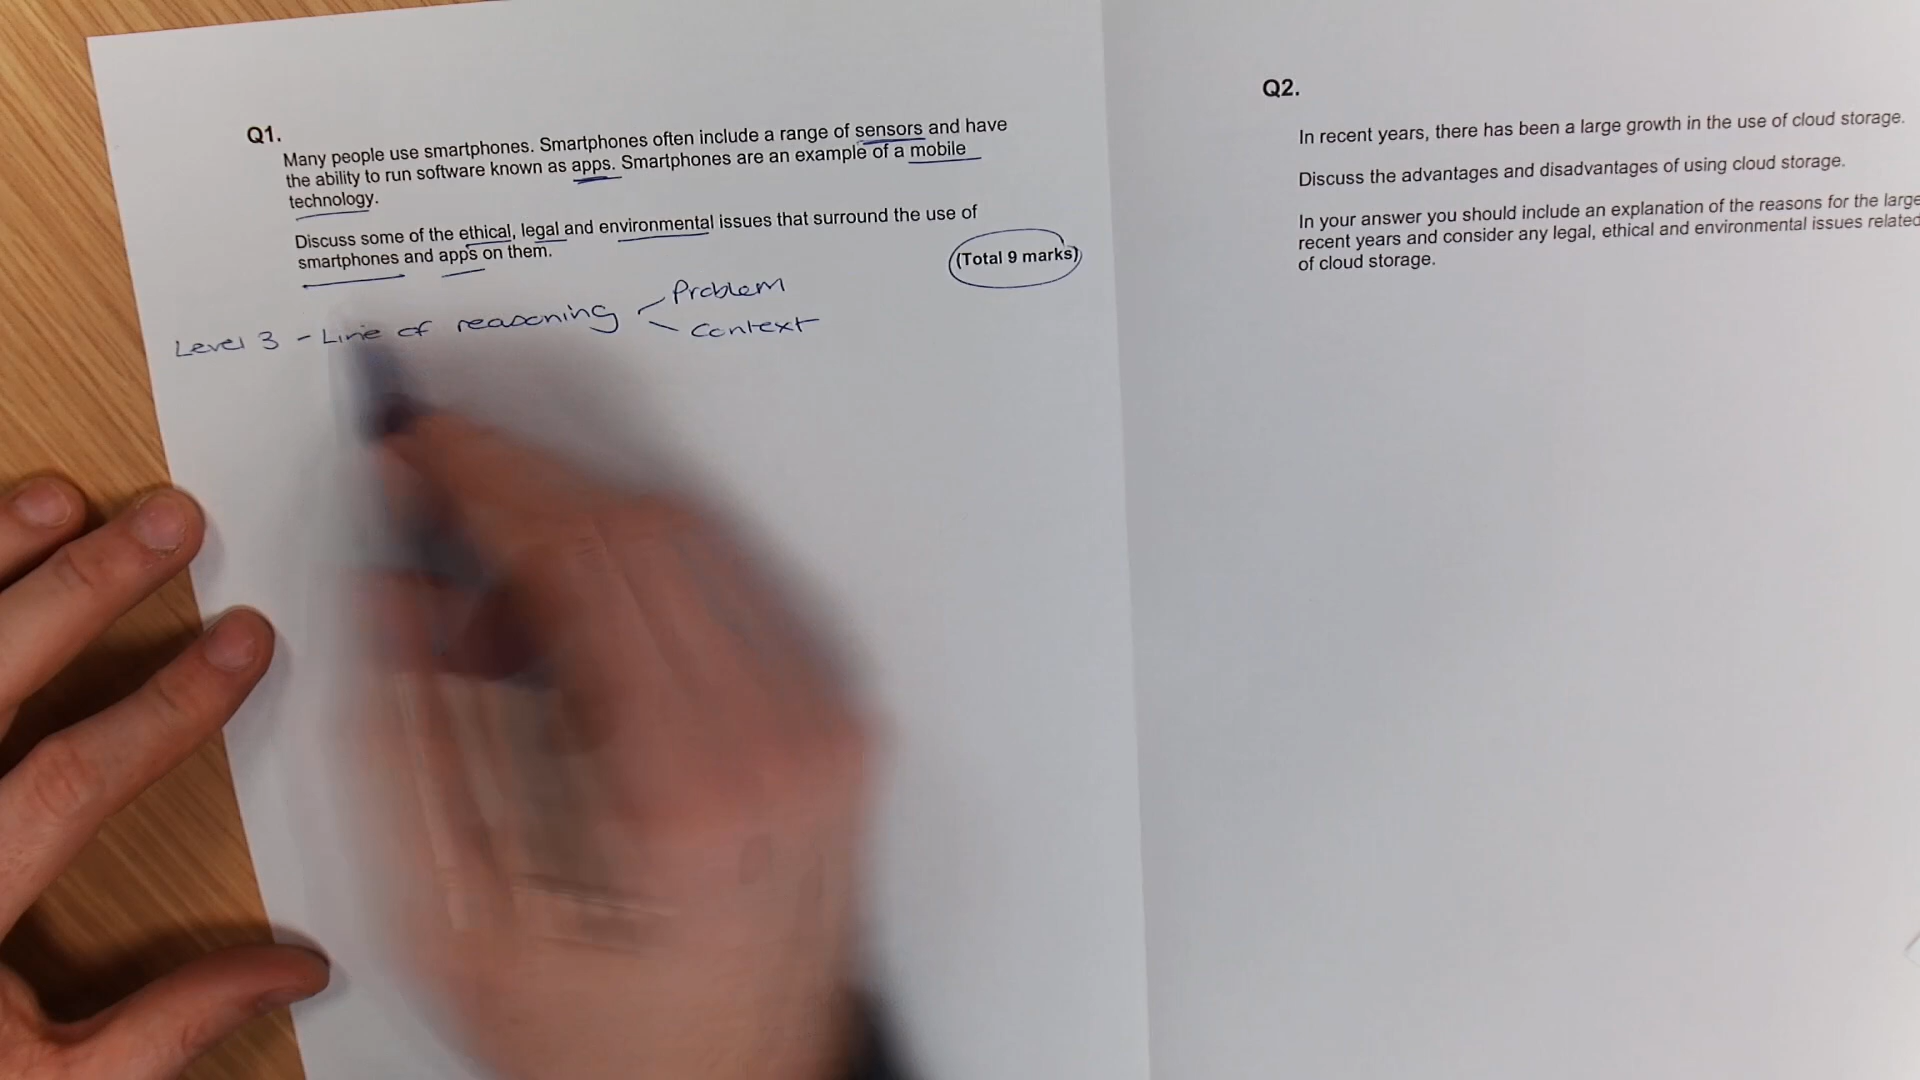 Q1.
Many people use smartphones. Smartphones often include a range of sensors and have
the ability to run software known as apps. Smartphones are an example of a mobile
technology.
Discuss some of the ethical, legal and environmental issues that surround the use of
smartphones and apps on them.
(Total 9 marks)
Level 3 - Line of reasoning
Problem
Context
Q2.
In recent years, there has been a large growth in the use of cloud storage.
Discuss the advantages and disadvantages of using cloud storage.
In your answer you should include an explanation of the reasons for the large
recent years and consider any legal, ethical and environmental issues related
of cloud storage.